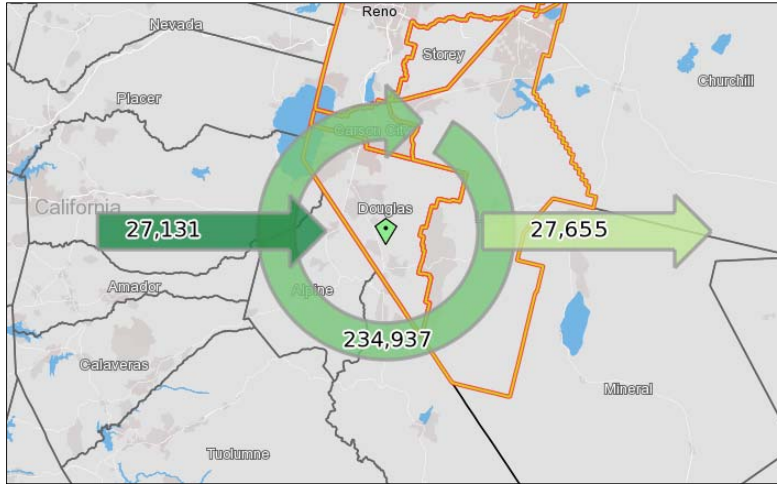 Reno
Nevada
Storey
Churchill
Placer
Carson City
California
Douglas
27,131
27,655
Amador
Alpine
234,937
Calaveras
Mineral
Tuolumne